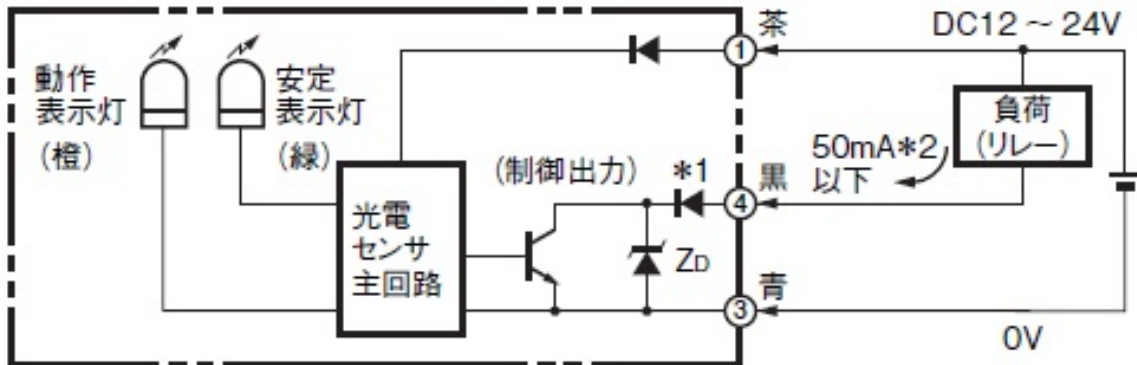 動作
表示灯
(橙)
安定
表示灯
(緑)
光電
センサ
主回路
(制御出力)
*1
ZD
1
茶
4
黒
3
青
DC12 ~ 24V
負荷
(リレー)
50mA*2
以下
0V